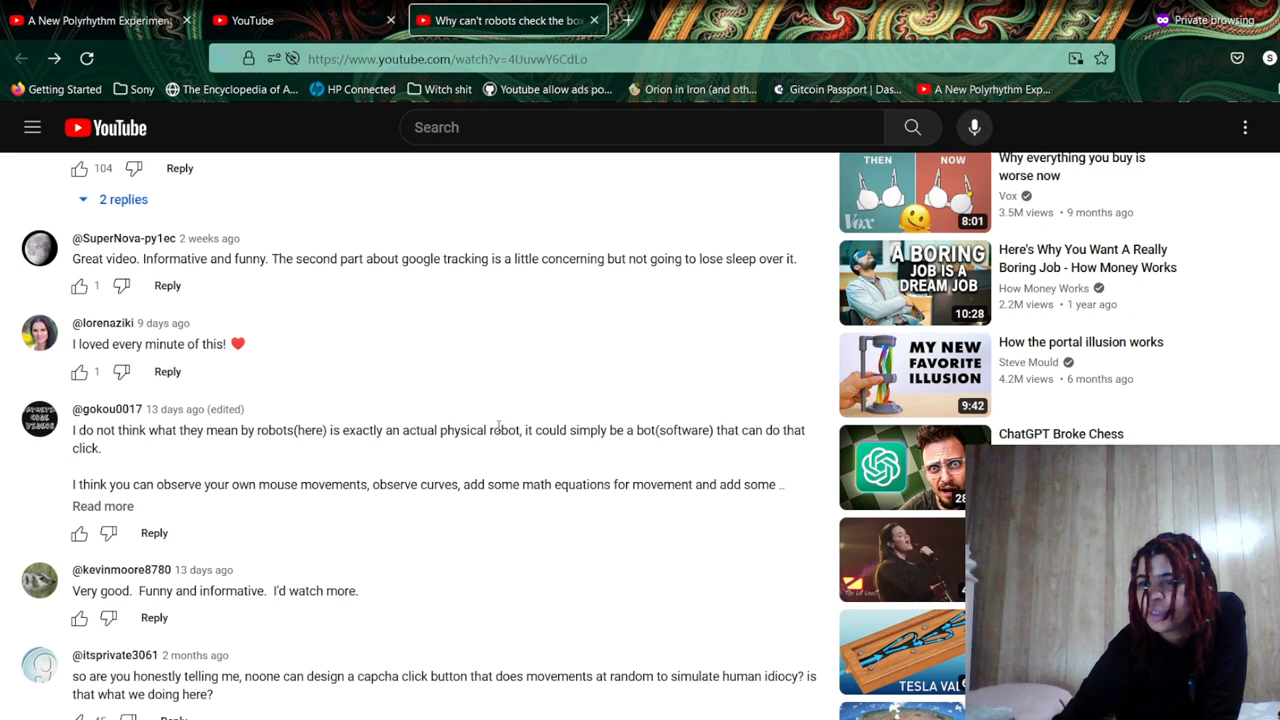 A New Polyrhythm Experimen
YouTube
Why can't robots check the box
Private browsing
https://www.youtube.com/watch?v=4UuvwY6CdLo
S
Getting Started
Sony
The Encyclopedia of A...
HP Connected
Witch shit
Youtube allow ads po...
Orion in Iron (and oth...
Gitcoin Passport | Das...
A New Polyrhythm Exp...
YouTube
Search
104
Reply
2 replies
@SuperNova-py1ec 2 weeks ago
Great video. Informative and funny. The second part about google tracking is a little concerning but not going to lose sleep over it.
1
Reply
@lorenaziki 9 days ago
I loved every minute of this! ❤️
1
Reply
@gokou0017 13 days ago (edited)
I do not think what they mean by robots(here) is exactly an actual physical robot, it could simply be a bot(software) that can do that
click.
I think you can observe your own mouse movements, observe curves, add some math equations for movement and add some ...
Read more
Reply
@kevinmoore8780 13 days ago
Very good. Funny and informative. I'd watch more.
Reply
@itsprivate3061 2 months ago
so are you honestly telling me, noone can design a capcha click button that does movements at random to simulate human idiocy? is
that what we doing here?
THEN NOW
Vox
8:01
Why everything you buy is
worse now
Vox
3.5M views • 9 months ago
A BORING
JOB IS A
DREAM JOB
10:28
Here's Why You Want A Really
Boring Job - How Money Works
How Money Works
2.2M views • 1 year ago
MY NEW
FAVORITE
ILLUSION
9:42
How the portal illusion works
Steve Mould
4.2M views • 6 months ago
28
ChatGPT Broke Chess
TESLA VAL